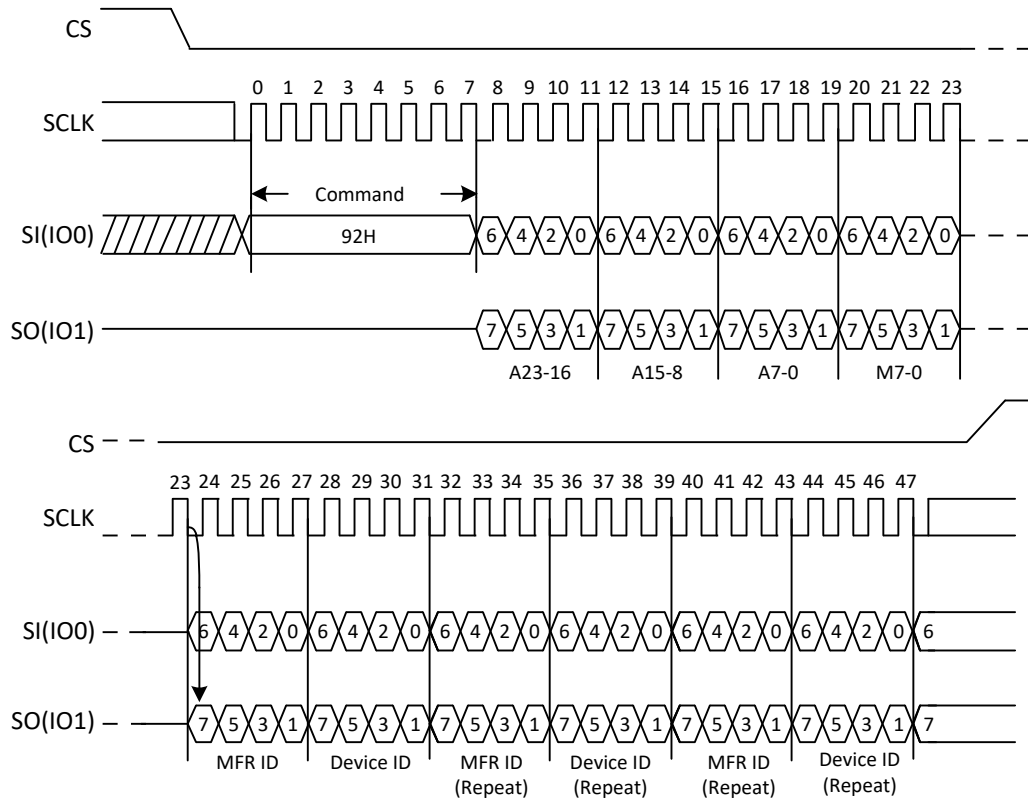 CS
0 1 2 3 4 5 6 7 8 9 10 11 12 13 14 15 16 17 18 19 20 21 22 23
SCLK
Command
SI(IO0) 92H 6 4 2 0 6 4 2 0 6 4 2 0 6 4 2 0
SO(IO1) 7 5 3 1 7 5 3 1 7 5 3 1 7 5 3 1
A23-16 A15-8 A7-0 M7-0
CS
23 24 25 26 27 28 29 30 31 32 33 34 35 36 37 38 39 40 41 42 43 44 45 46 47
SCLK
SI(IO0) 6 4 2 0 6 4 2 0 6 4 2 0 6 4 2 0 6 4 2 0 6 4 2 0 6
SO(IO1) 7 5 3 1 7 5 3 1 7 5 3 1 7 5 3 1 7 5 3 1 7 5 3 1 7
MFR ID Device ID MFR ID Device ID MFR ID Device ID
(Repeat) (Repeat) (Repeat) (Repeat)